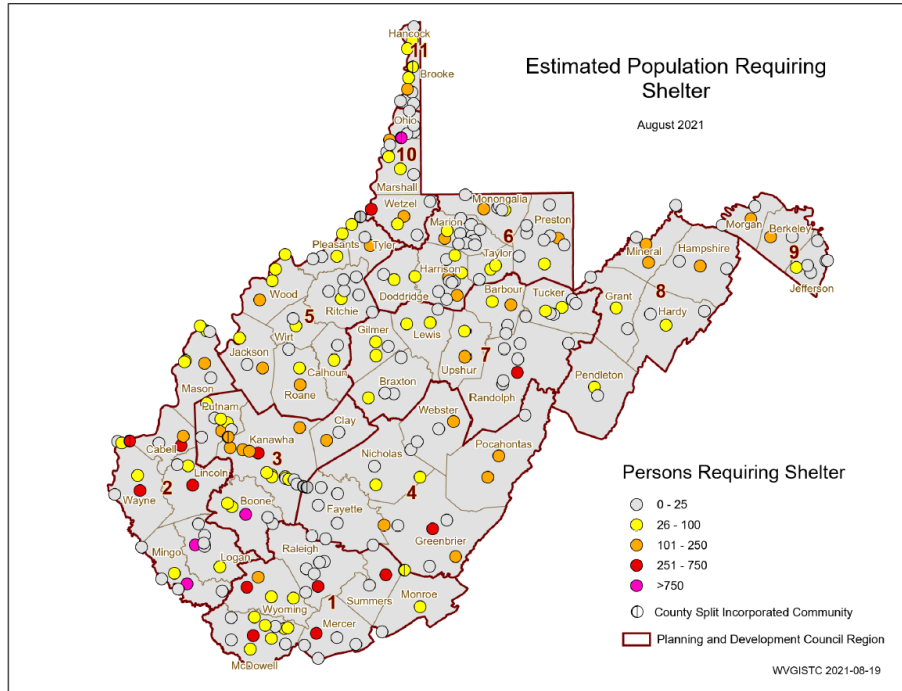 Estimated Population Requiring
Shelter
August 2021
Hancock
11
Brooke
Ohio
10
Marshall
Wetzel
Monongalia
Marion
Preston
6
Pleasants
Tyler
Taylor
Morgan
Berkeley
9
Jefferson
Mineral
Hampshire
Harrison
Wood
Doddridge
Barbour
Tucker
Grant
8
Hardy
Ritchie
5
Wirt
Gilmer
Lewis
7
Upshur
Jackson
Calhoun
Roane
Braxton
Randolph
Pendleton
Mason
Putnam
Webster
Clay
Kanawha
Pocahontas
Cabell
3
Nicholas
Lincoln
2
4
Wayne
Boone
Fayette
Greenbrier
Mingo
Logan
Raleigh
1
Summers
Monroe
Wyoming
Mercer
McDowell
Persons Requiring Shelter
0 - 25
26 - 100
101 - 250
251 - 750
>750
County Split Incorporated Community
Planning and Development Council Region
WVGISTC 2021-08-19